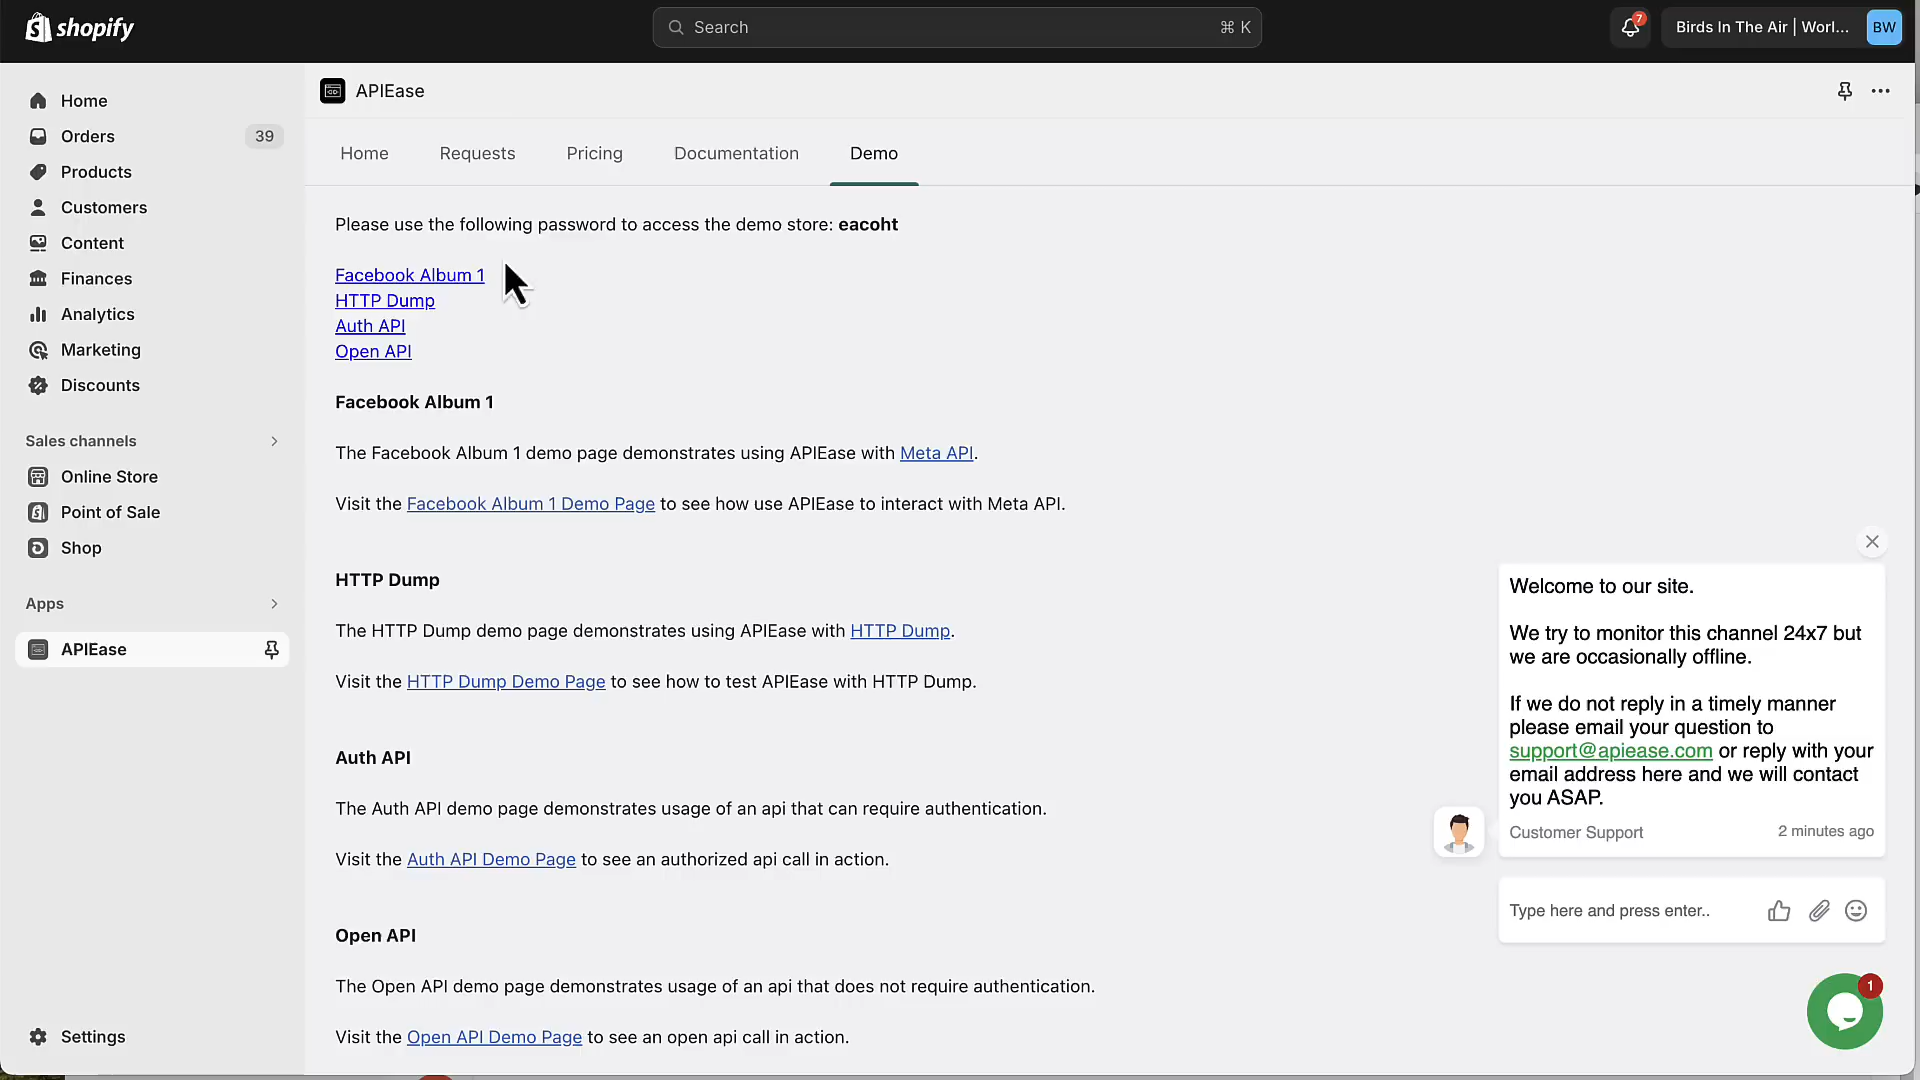 shopify
Search
⌘ K
7
Birds In The Air | Worl...
BW
Home
Orders
39
Products
Customers
Content
Finances
Analytics
Marketing
Discounts
Sales channels
Online Store
Point of Sale
Shop
Apps
APIEase
Settings
APIEase
Home
Requests
Pricing
Documentation
Demo
Please use the following password to access the demo store: eacoht
Facebook Album 1
HTTP Dump
Auth API
Open API
Facebook Album 1
The Facebook Album 1 demo page demonstrates using APIEase with Meta API.
Visit the Facebook Album 1 Demo Page to see how use APIEase to interact with Meta API.
HTTP Dump
The HTTP Dump demo page demonstrates using APIEase with HTTP Dump.
Visit the HTTP Dump Demo Page to see how to test APIEase with HTTP Dump.
Auth API
The Auth API demo page demonstrates usage of an api that can require authentication.
Visit the Auth API Demo Page to see an authorized api call in action.
Open API
The Open API demo page demonstrates usage of an api that does not require authentication.
Visit the Open API Demo Page to see an open api call in action.
Welcome to our site.
We try to monitor this channel 24x7 but
we are occasionally offline.
If we do not reply in a timely manner
please email your question to
support@apiease.com or reply with your
email address here and we will contact
you ASAP.
Customer Support
2 minutes ago
Type here and press enter..
1